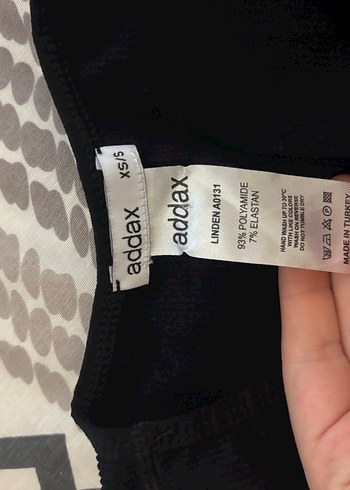 addax
XS/S
addax
LINDEN A0131
93% POLYAMIDE
7% ELASTAN
HAND WASH UP TO 30°C
WITH LIKE COLORS
WASH ON REVERSE
DO NOT TUMBLE DRY
MADE IN TURKEY